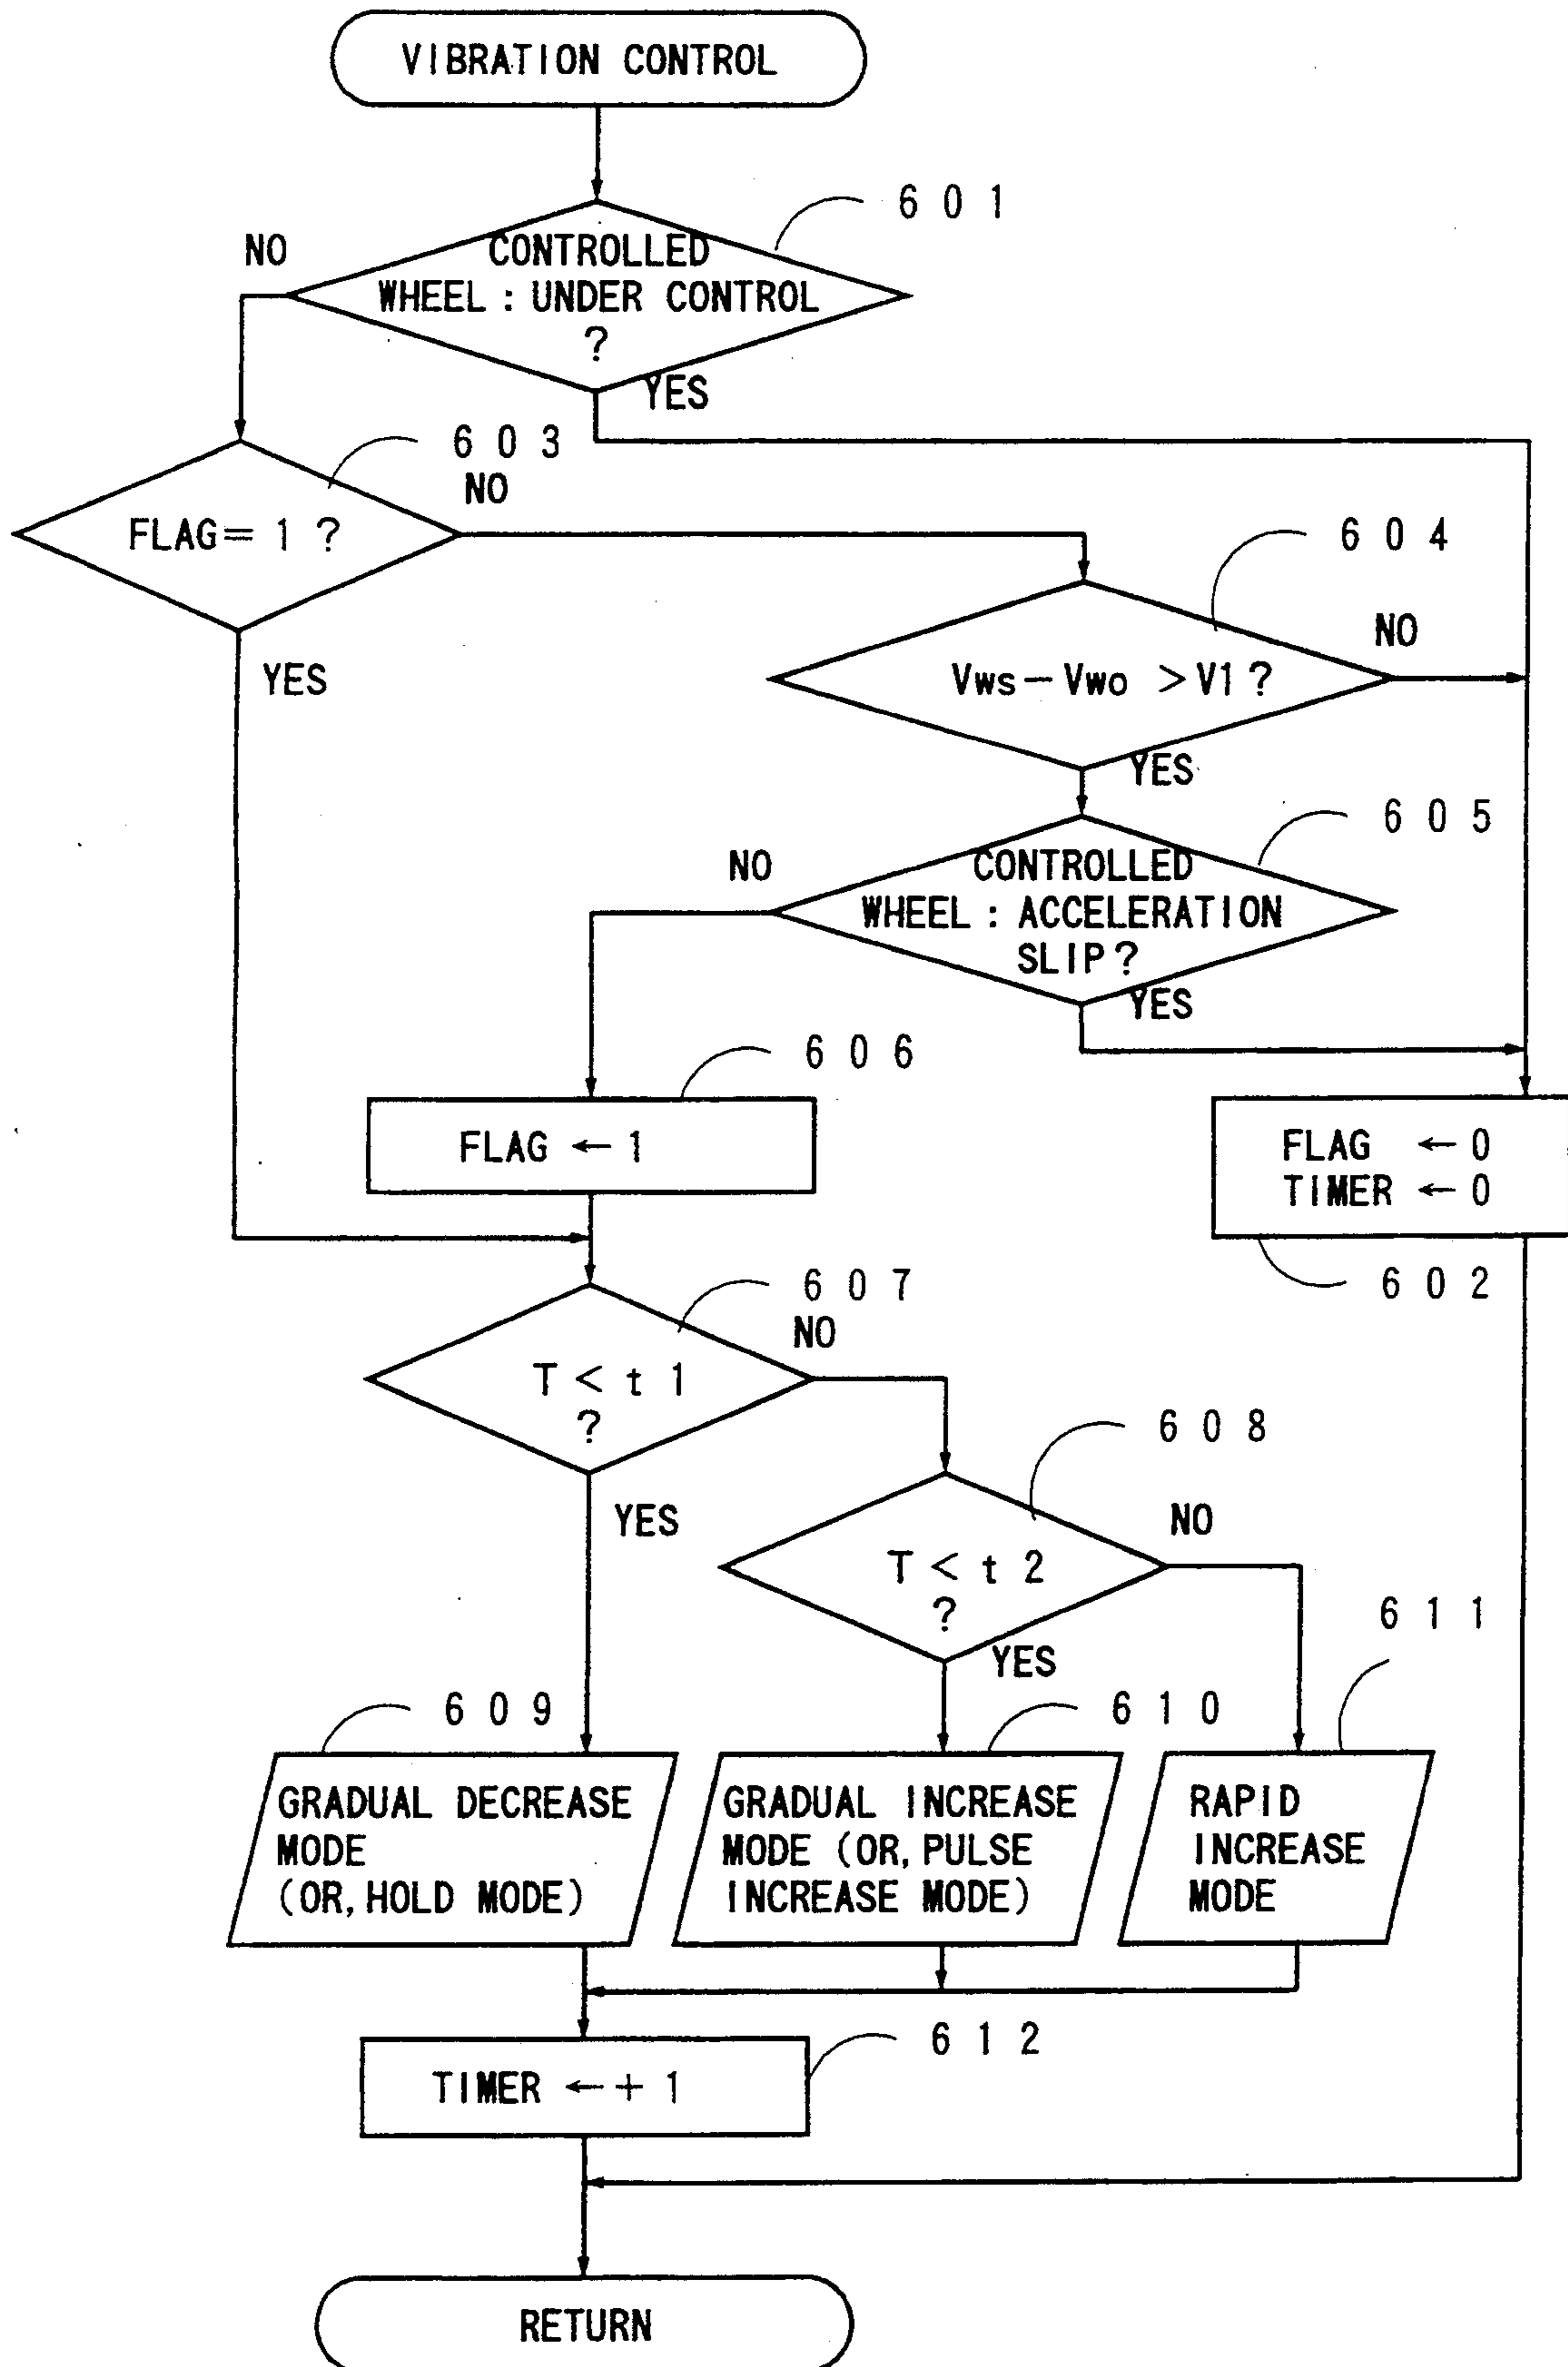 VIBRATION CONTROL
601
NO
CONTROLLED
WHEEL : UNDER CONTROL
?
YES
603
NO
FLAG= 1 ?
YES
604
NO
Vws－Vwo ＞V1 ?
YES
605
NO
CONTROLLED
WHEEL : ACCELERATION
SLIP?
YES
606
FLAG ← 1
FLAG ← 0
TIMER ← 0
602
607
NO
T < t 1
?
YES
608
NO
T < t 2
?
YES
611
609
610
GRADUAL DECREASE
MODE
(OR, HOLD MODE)
GRADUAL INCREASE
MODE (OR, PULSE
INCREASE MODE)
RAPID
INCREASE
MODE
612
TIMER ← + 1
RETURN